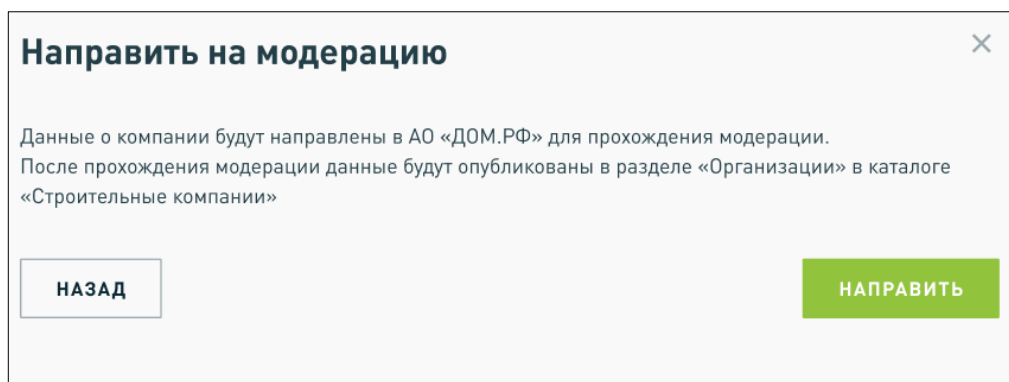 Направить на модерацию
Данные о компании будут направлены в АО «ДОМ.РФ» для прохождения модерации.
После прохождения модерации данные будут опубликованы в разделе «Организации» в каталоге
«Строительные компании»
НАЗАД
НАПРАВИТЬ